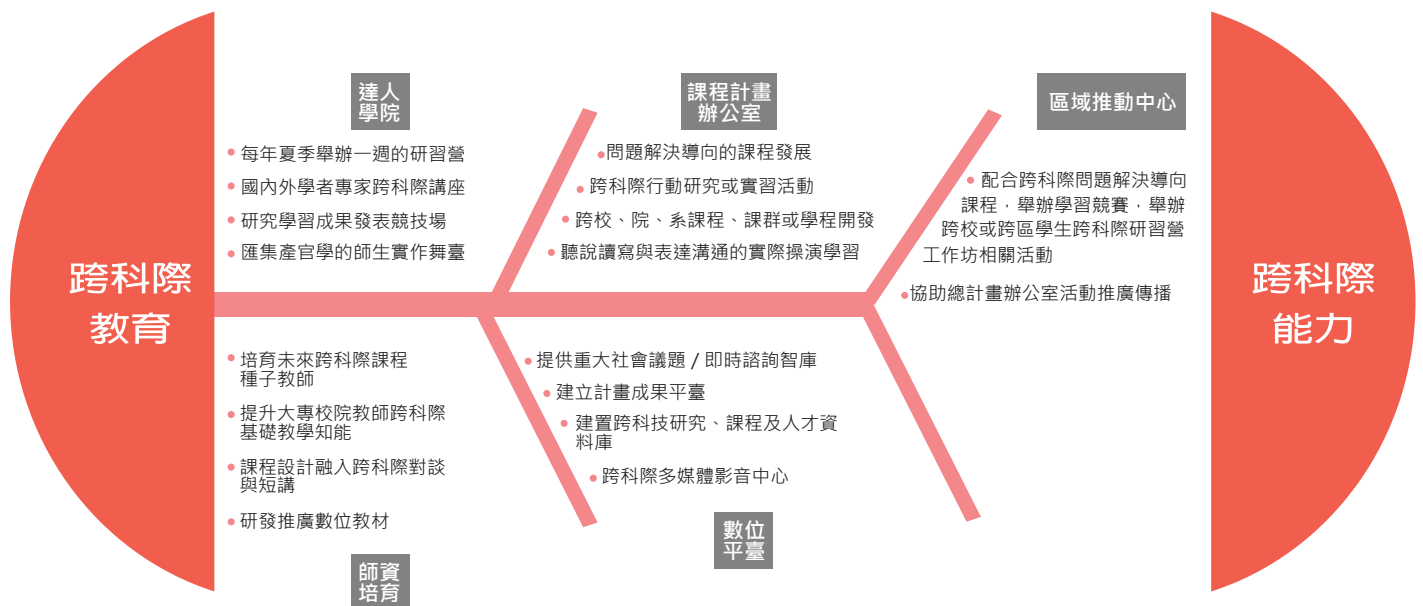 跨科際
教育
達人
學院
每年夏季舉辦一週的研習營
國內外學者專家跨科際講座
研究學習成果發表競技場
匯集產官學的師生實作舞臺
課程計畫
辦公室
問題解決導向的課程發展
跨科際行動研究或實習活動
跨校、院、系課程、課群或學程開發
聽說讀寫與表達溝通的實際操演學習
區域推動中心
配合跨科際問題解決導向
課程，舉辦學習競賽，舉辦
跨校或跨區學生跨科際研習營
工作坊相關活動
協助總計畫辦公室活動推廣傳播
培育未來跨科際課程
種子教師
提升大專校院教師跨科際
基礎教學知能
課程設計融入跨科際對談
與短講
研發推廣數位教材
師資
培育
提供重大社會議題 / 即時諮詢智庫
建立計畫成果平臺
建置跨科技研究、課程及人才資
料庫
跨科際多媒體影音中心
數位
平臺
跨科際
能力